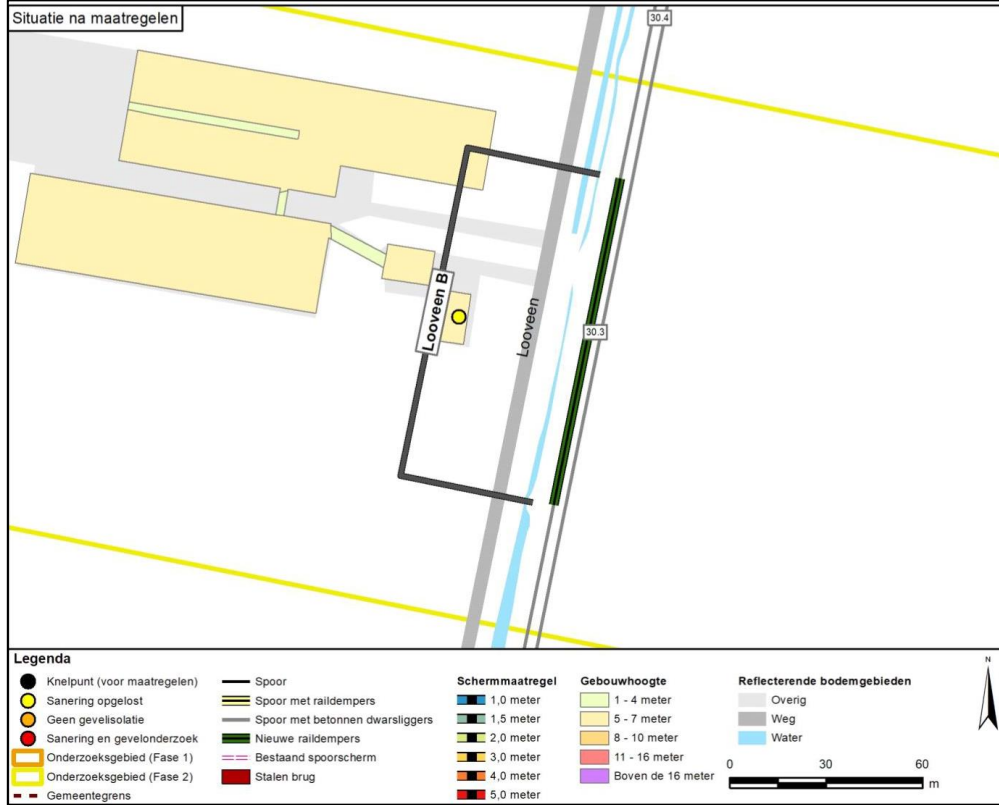 Situatie na maatregelen
30.4
Looveen B
Looveen
30.3
Legenda
Knelpunt (voor maatregelen)
Sanering opgelost
Geen gevelisolatie
Sanering en gevelonderzoek
Onderzoeksgebied (Fase 1)
Onderzoeksgebied (Fase 2)
Gemeentegrens
Spoor
Spoor met raildempers
Spoor met betonnen dwarsliggers
Nieuwe raildempers
Bestaand spoorscherm
Stalen brug
Schermmaatregel
1,0 meter
1,5 meter
2,0 meter
3,0 meter
4,0 meter
5,0 meter
Gebouwhoogte
1 - 4 meter
5 - 7 meter
8 - 10 meter
11 - 16 meter
Boven de 16 meter
Reflecterende bodemgebieden
Overig
Weg
Water
N
0 30 60
m